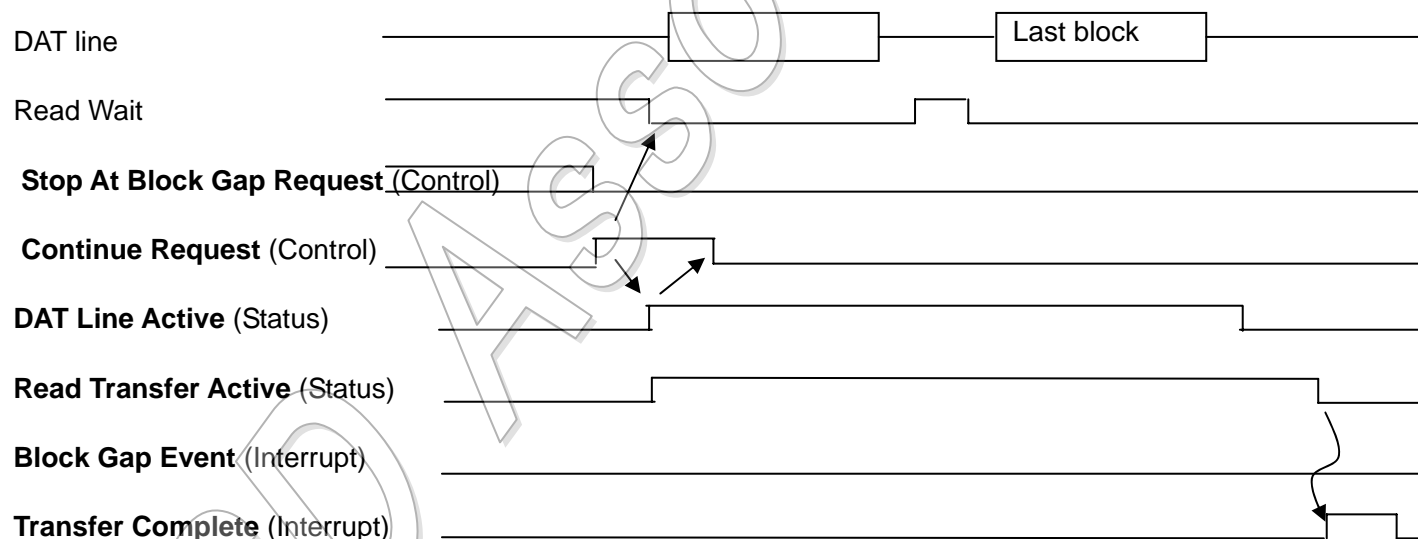 DAT line
Last block
Read Wait
Stop At Block Gap Request (Control)
Continue Request (Control)
DAT Line Active (Status)
Read Transfer Active (Status)
Block Gap Event (Interrupt)
Transfer Complete (Interrupt)
D Asso